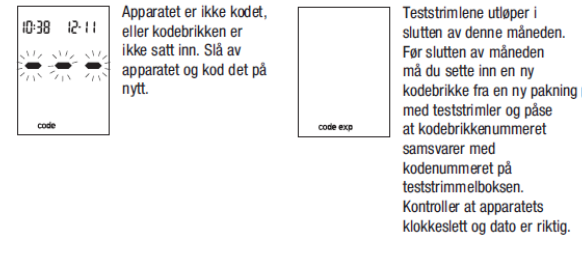 10:38 12-11
code
Apparatet er ikke kodet,
eller kodebrikken er
ikke satt inn. Slå av
apparatet og kod det på
nytt.
code exp
Teststrimlene utløper i
slutten av denne måneden.
Før slutten av måneden
må du sette inn en ny
kodebrikke fra en ny pakning
med teststrimler og påse
at kodebrikkenummeret
samsvarer med
kodenummeret på
teststrimmelboksen.
Kontroller at apparatets
klokkeslett og dato er riktig.